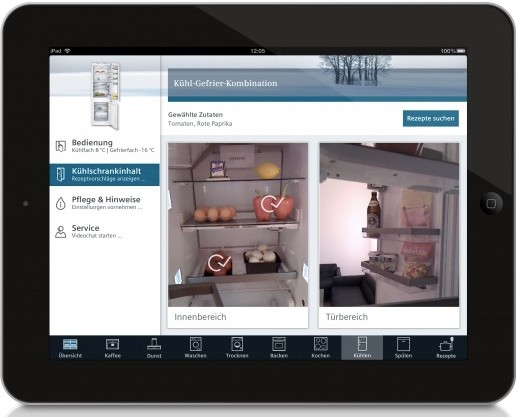 iPad
12:05
100%
Kühl-Gefrier-Kombination
Gewählte Zutaten
Tomaten, Rote Paprika
Rezepte suchen
Bedienung
Kühlfach 8 °C | Gefrierfach -16 °C
Kühlschrankinhalt
Rezeptvorschläge anzeigen ...
Pflege & Hinweise
Einstellungen vornehmen ...
Service
Videochat starten ...
Innenbereich
Türbereich
Übersicht
Kaffee
Dunst
Waschen
Trocknen
Backen
Kochen
Kühlen
Spülen
Rezepte